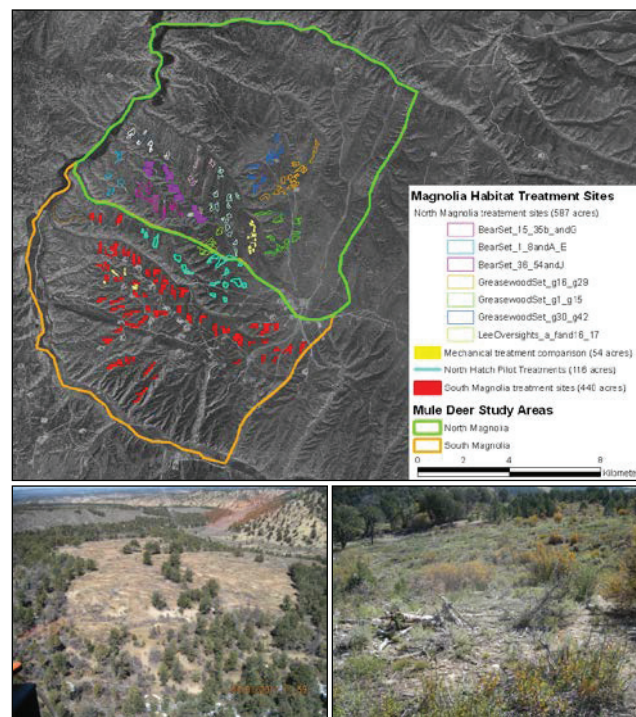 Magnolia Habitat Treatment Sites
North Magnolia treatement sites (587 acres)
BearSet_15_35b_andG
BearSet_1_8andA_E
BearSet_36_54andJ
GreasewoodSet_g16_g29
GreasewoodSet_g1_g15
GreasewoodSet_g30_g42
LeeOversights_a_fand16_17
Mechanical treatment comparison (54 acres)
North Hatch Pilot Treatments (116 acres)
South Magnolia treatment sites (440 acres)
Mule Deer Study Areas
North Magnolia
South Magnolia
0 2 4 8
Kilomete